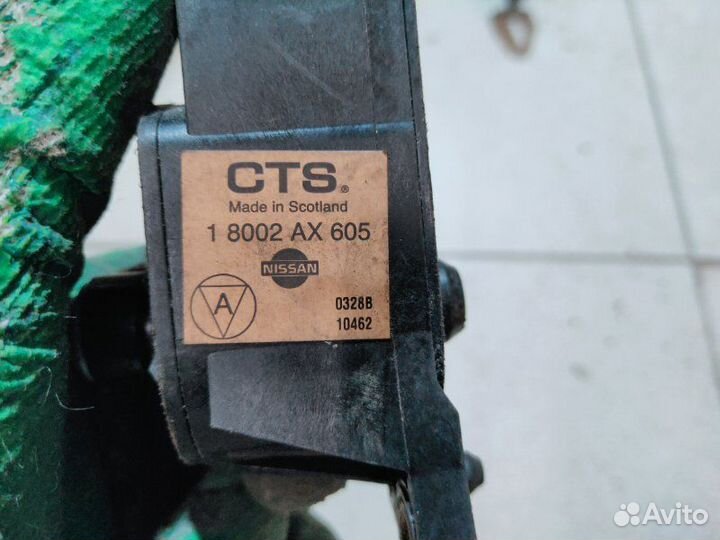 CTS®
Made in Scotland
1 8002 AX 605
NISSAN
A
0328B
10462
Avito